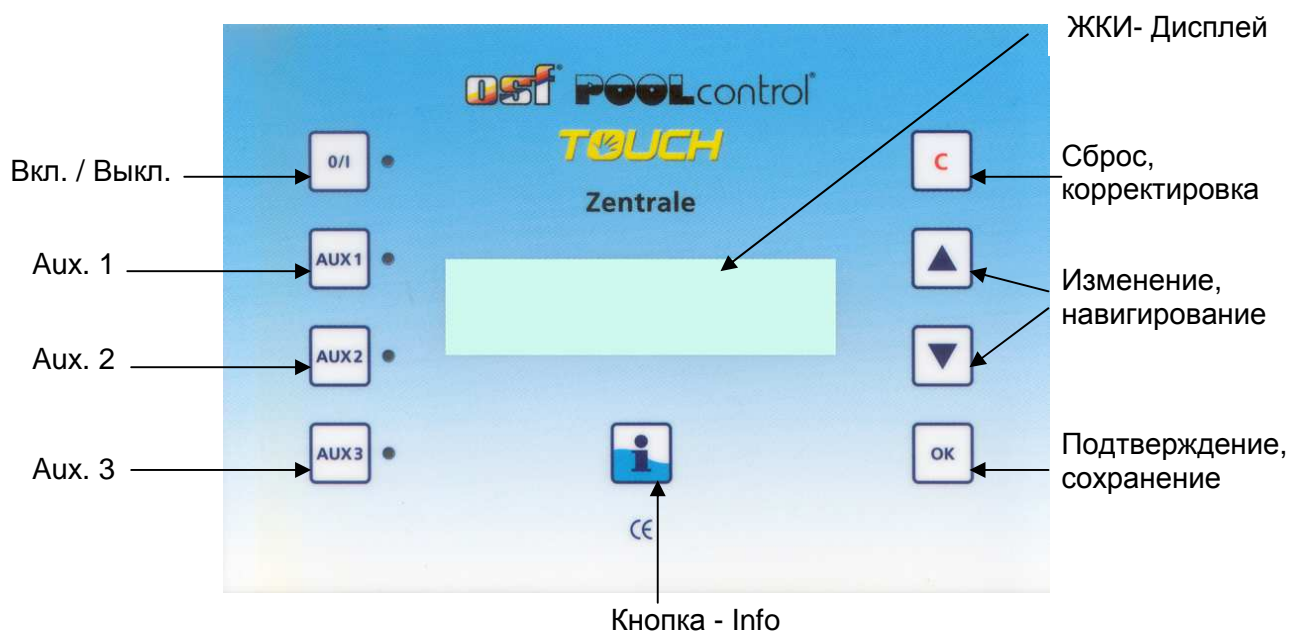 ЖКИ- Дисплей
osf® POOLcontrol®
TOUCH
Zentrale
Вкл. / Выкл.
0/I
C
Сброс,
корректировка
Aux. 1
AUX1
▲
Изменение,
навигирование
Aux. 2
AUX2
▼
Aux. 3
AUX3
i
OK
Подтверждение,
сохранение
CE
Кнопка - Info